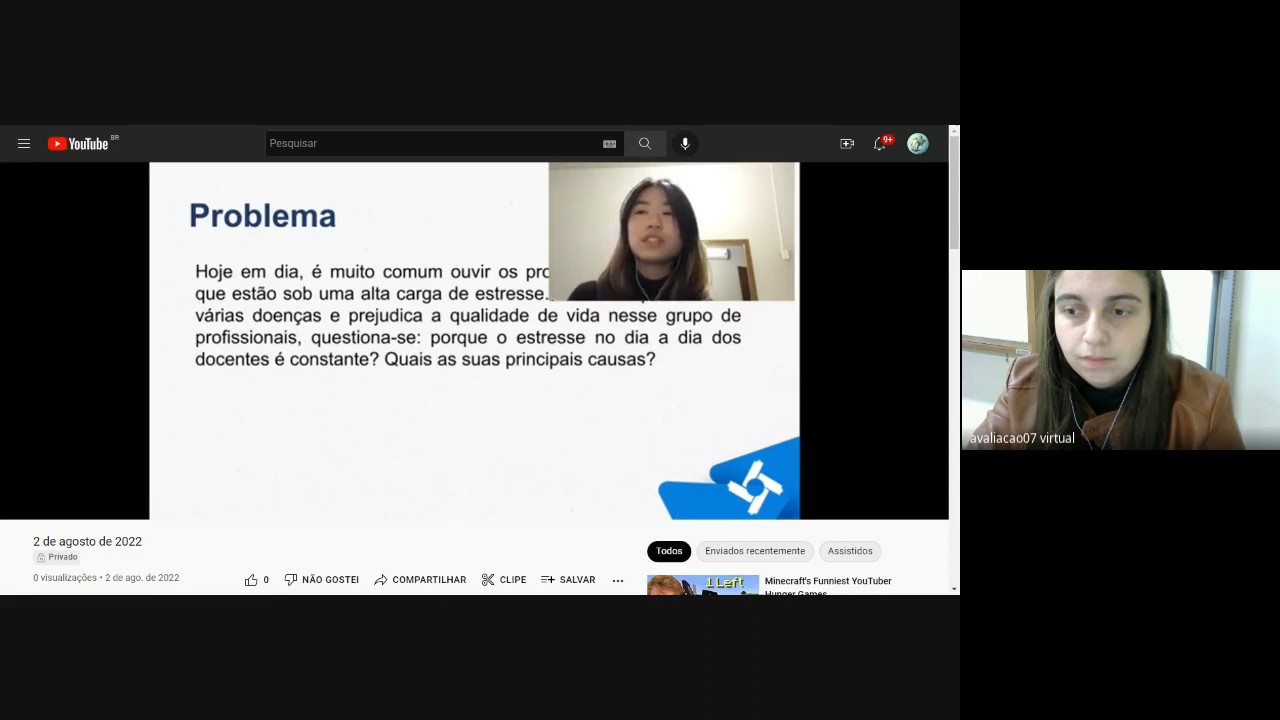 YouTube BR
Pesquisar
9+
Problema
Hoje em dia, é muito comum ouvir os
que estão sob uma alta carga de estresse.
várias doenças e prejudica a qualidade de vida nesse grupo de
profissionais, questiona-se: porque o estresse no dia a dia dos
docentes é constante? Quais as suas principais causas?
avaliacao07 virtual
2 de agosto de 2022
Privado
0 visualizações • 2 de ago. de 2022
0
NÃO GOSTEI
COMPARTILHAR
CLIPE
SALVAR
Todos
Enviados recentemente
Assistidos
1 Left
Minecraft's Funniest YouTuber
Hunger Games